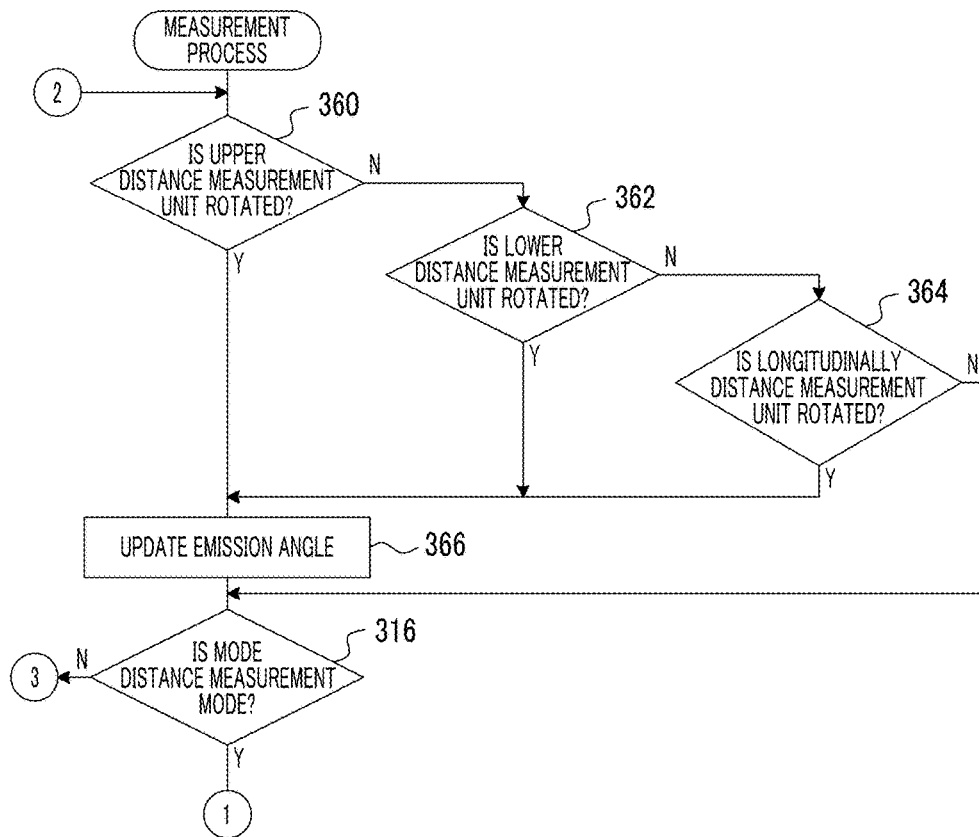 MEASUREMENT
PROCESS
2
360
IS UPPER
DISTANCE MEASUREMENT
UNIT ROTATED?
N
Y
362
IS LOWER
DISTANCE MEASUREMENT
UNIT ROTATED?
N
Y
364
IS LONGITUDINALLY
DISTANCE MEASUREMENT
UNIT ROTATED?
N
Y
UPDATE EMISSION ANGLE
366
316
IS MODE
DISTANCE MEASUREMENT
MODE?
N
3
Y
1